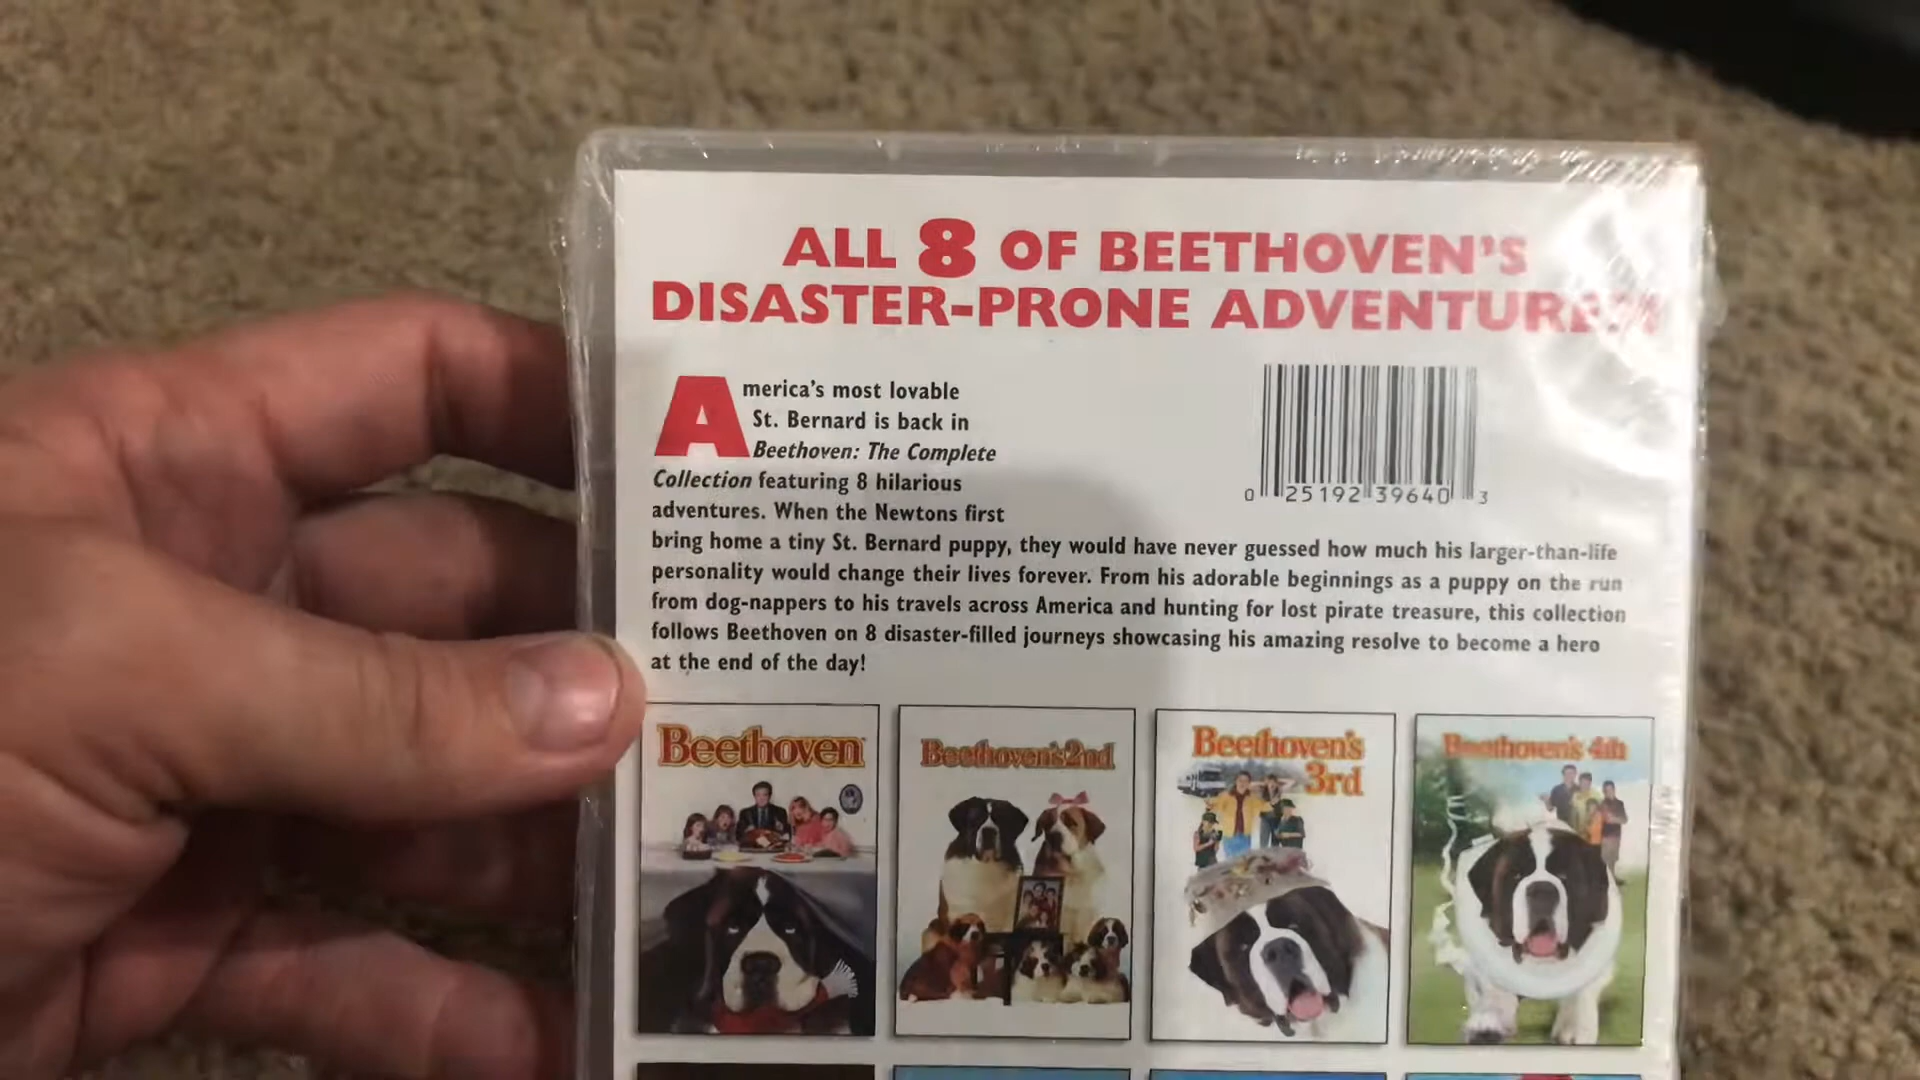 ALL 8 OF BEETHOVEN'S
DISASTER-PRONE ADVENTURES!
America's most lovable
St. Bernard is back in
Beethoven: The Complete
Collection featuring 8 hilarious
adventures. When the Newtons first
bring home a tiny St. Bernard puppy, they would have never guessed how much his larger-than-life
personality would change their lives forever. From his adorable beginnings as a puppy on the run
from dog-nappers to his travels across America and hunting for lost pirate treasure, this collection
follows Beethoven on 8 disaster-filled journeys showcasing his amazing resolve to become a hero
at the end of the day!
0 25192 39640 3
Beethoven
Beethoven's 2nd
Beethoven's
3rd
Beethoven's 4th